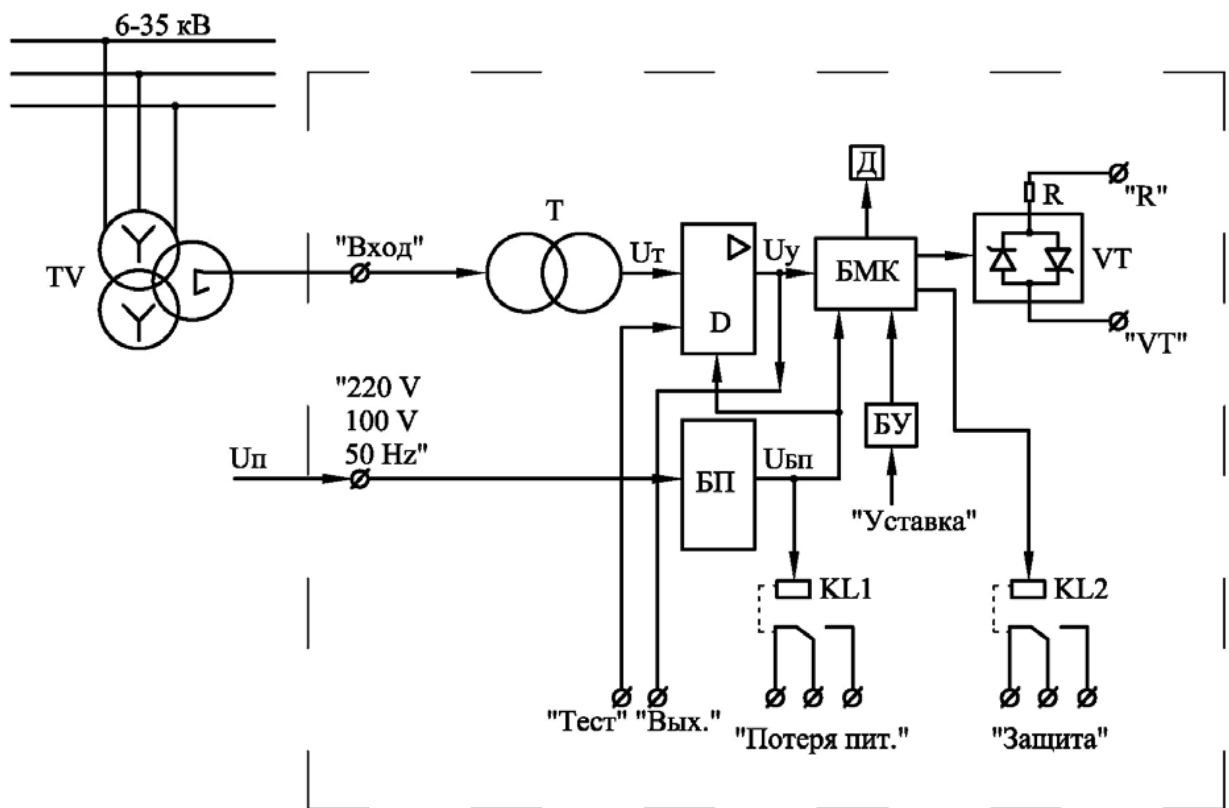 6-35 кВ
Д
R
"R"
T
"Вход"
Uт
Uу
БМК
VT
TV
D
"VT"
"220 V
100 V
50 Hz"
БУ
Uп
БП
Uбп
"Уставка"
KL1
KL2
"Тест" "Вых."
"Потеря пит."
"Защита"